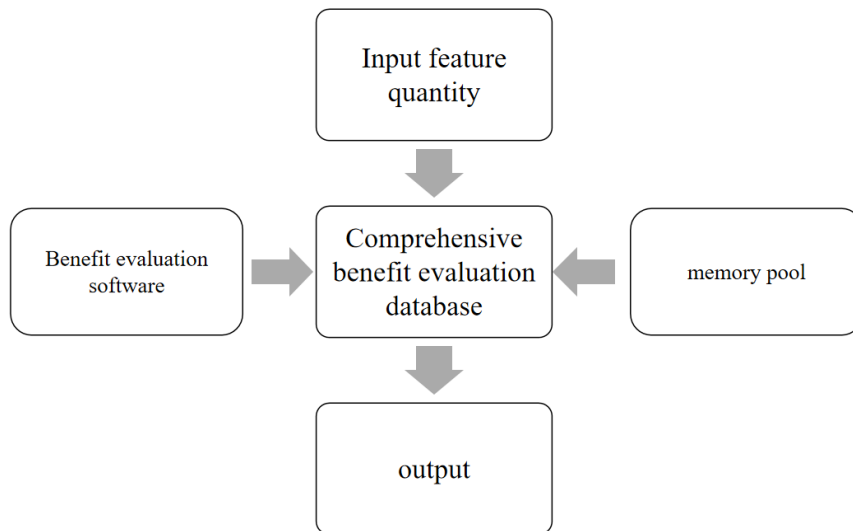 Input feature
quantity
Benefit evaluation
software
Comprehensive
benefit evaluation
database
memory pool
output